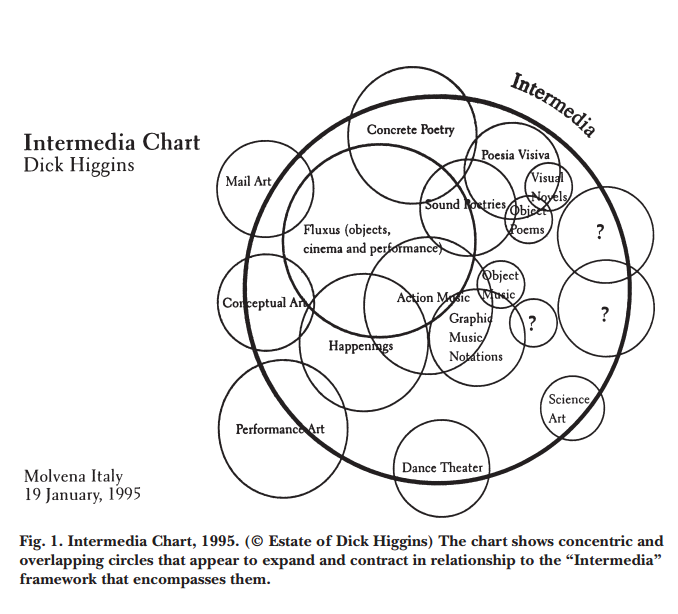 Intermedia
Intermedia Chart
Dick Higgins
Concrete Poetry
Poesia Visiva
Mail Art
Visual
Novels
Sound Poetries
Object
Poems
Fluxus (objects,
cinema and performance)
?
Object
Music
Conceptual Art
Action Music
Graphic
Music
Notations
?
?
Happenings
Science
Art
Performance Art
Dance Theater
Molvena Italy
19 January, 1995
Fig. 1. Intermedia Chart, 1995. (© Estate of Dick Higgins) The chart shows concentric and
overlapping circles that appear to expand and contract in relationship to the “Intermedia”
framework that encompasses them.